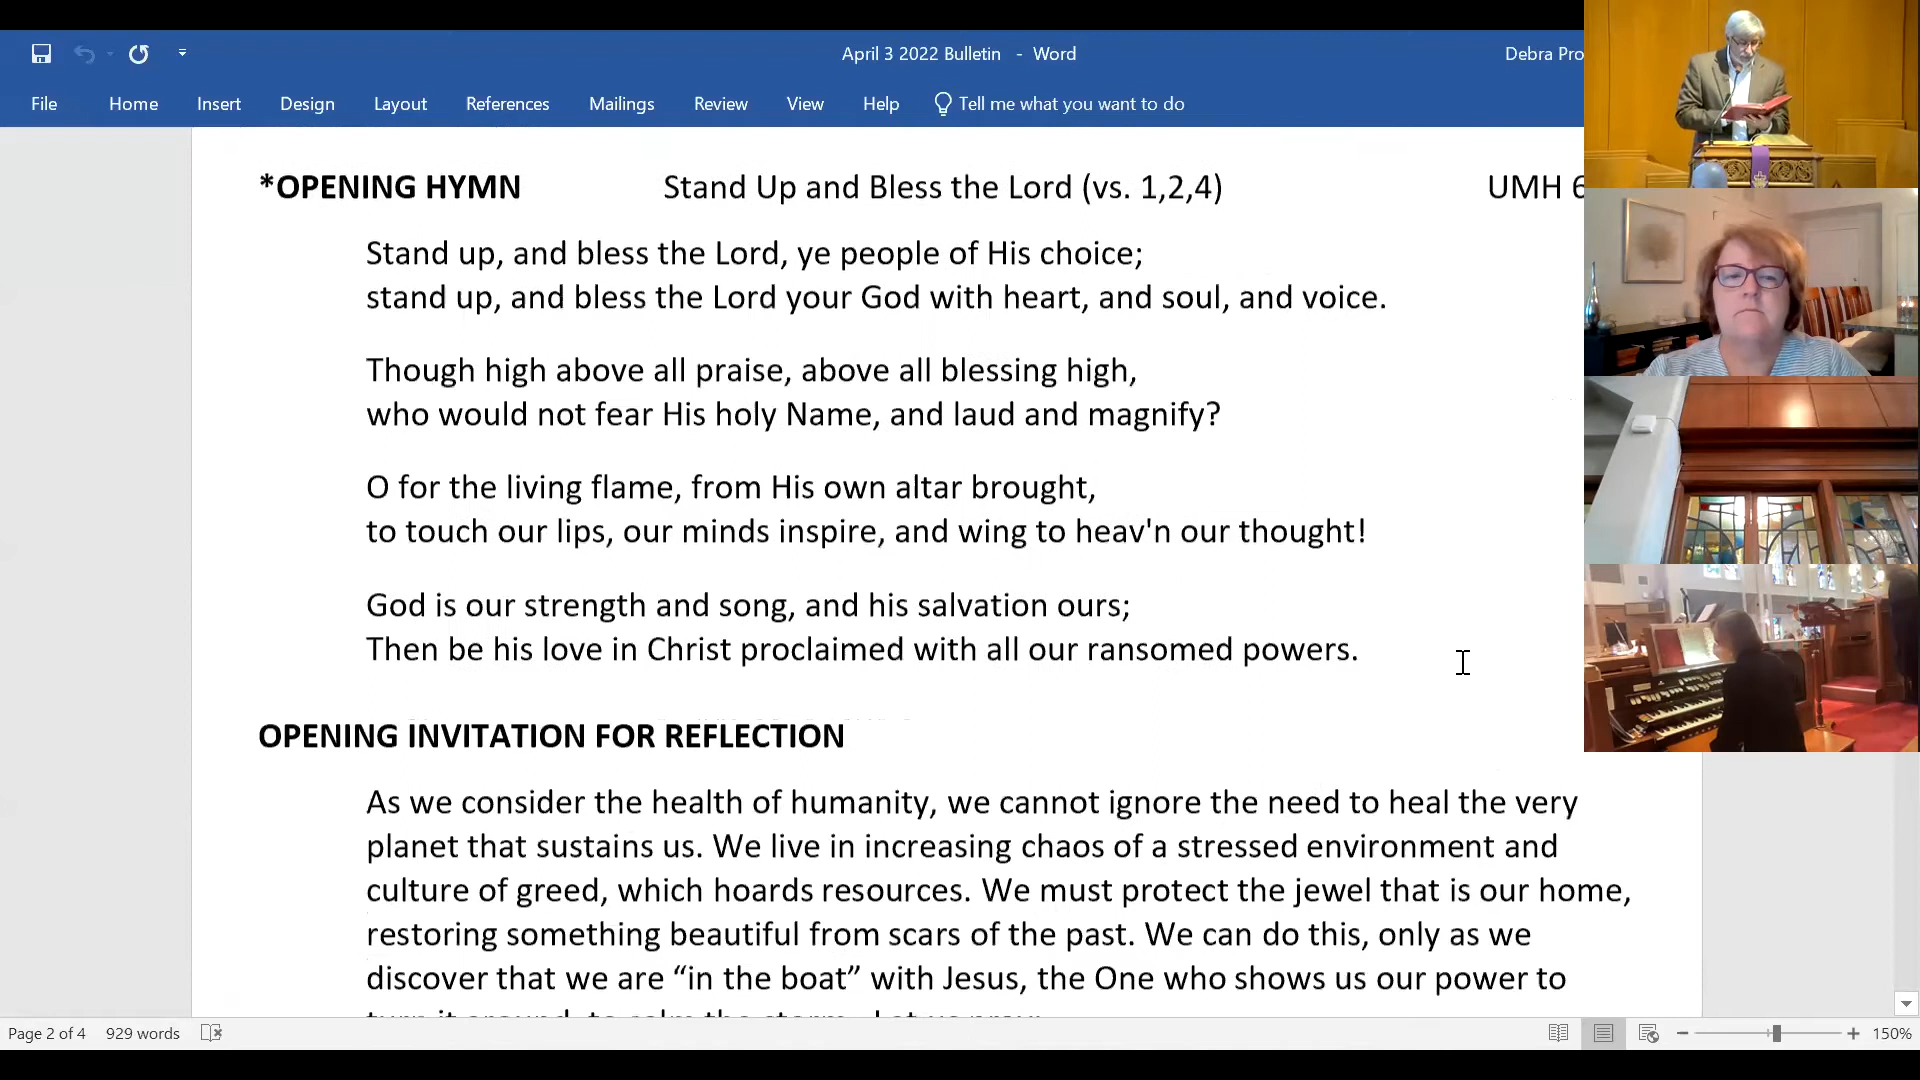 April 3 2022 Bulletin - Word
Debra Pro
File Home Insert Design Layout References Mailings Review View Help Tell me what you want to do
*OPENING HYMN Stand Up and Bless the Lord (vs. 1,2,4) UMH 6
Stand up, and bless the Lord, ye people of His choice;
stand up, and bless the Lord your God with heart, and soul, and voice.
Though high above all praise, above all blessing high,
who would not fear His holy Name, and laud and magnify?
O for the living flame, from His own altar brought,
to touch our lips, our minds inspire, and wing to heav'n our thought!
God is our strength and song, and his salvation ours;
Then be his love in Christ proclaimed with all our ransomed powers.
OPENING INVITATION FOR REFLECTION
As we consider the health of humanity, we cannot ignore the need to heal the very
planet that sustains us. We live in increasing chaos of a stressed environment and
culture of greed, which hoards resources. We must protect the jewel that is our home,
restoring something beautiful from scars of the past. We can do this, only as we
discover that we are “in the boat” with Jesus, the One who shows us our power to
Page 2 of 4 929 words 150%